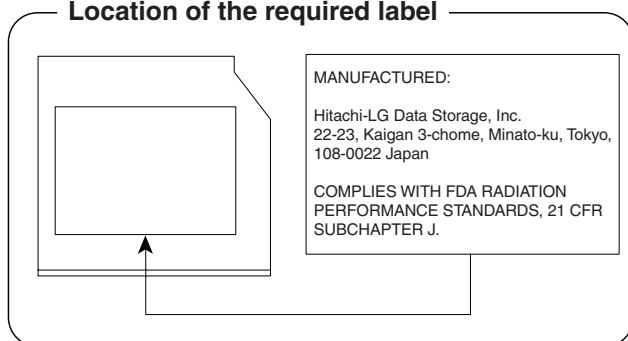 Location of the required label
MANUFACTURED:
Hitachi-LG Data Storage, Inc.
22-23, Kaigan 3-chome, Minato-ku, Tokyo,
108-0022 Japan
COMPLIES WITH FDA RADIATION
PERFORMANCE STANDARDS, 21 CFR
SUBCHAPTER J.